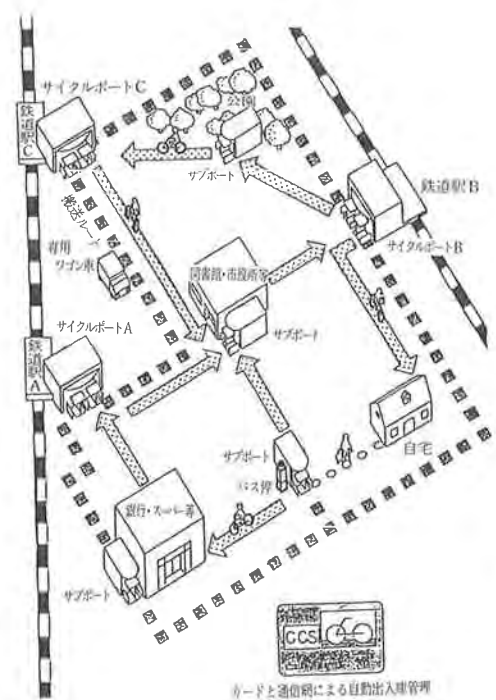 サイクルポートC
鉄道駅C
公園
サブポート
鉄道駅B
サイクルポートB
専用
ワゴン車
図書館・市役所等
サブポート
サイクルポートA
鉄道駅A
自宅
サブポート
バス停
銀行・スーパー等
サブポート
CCS
カードと通信網による自動出入庫管理